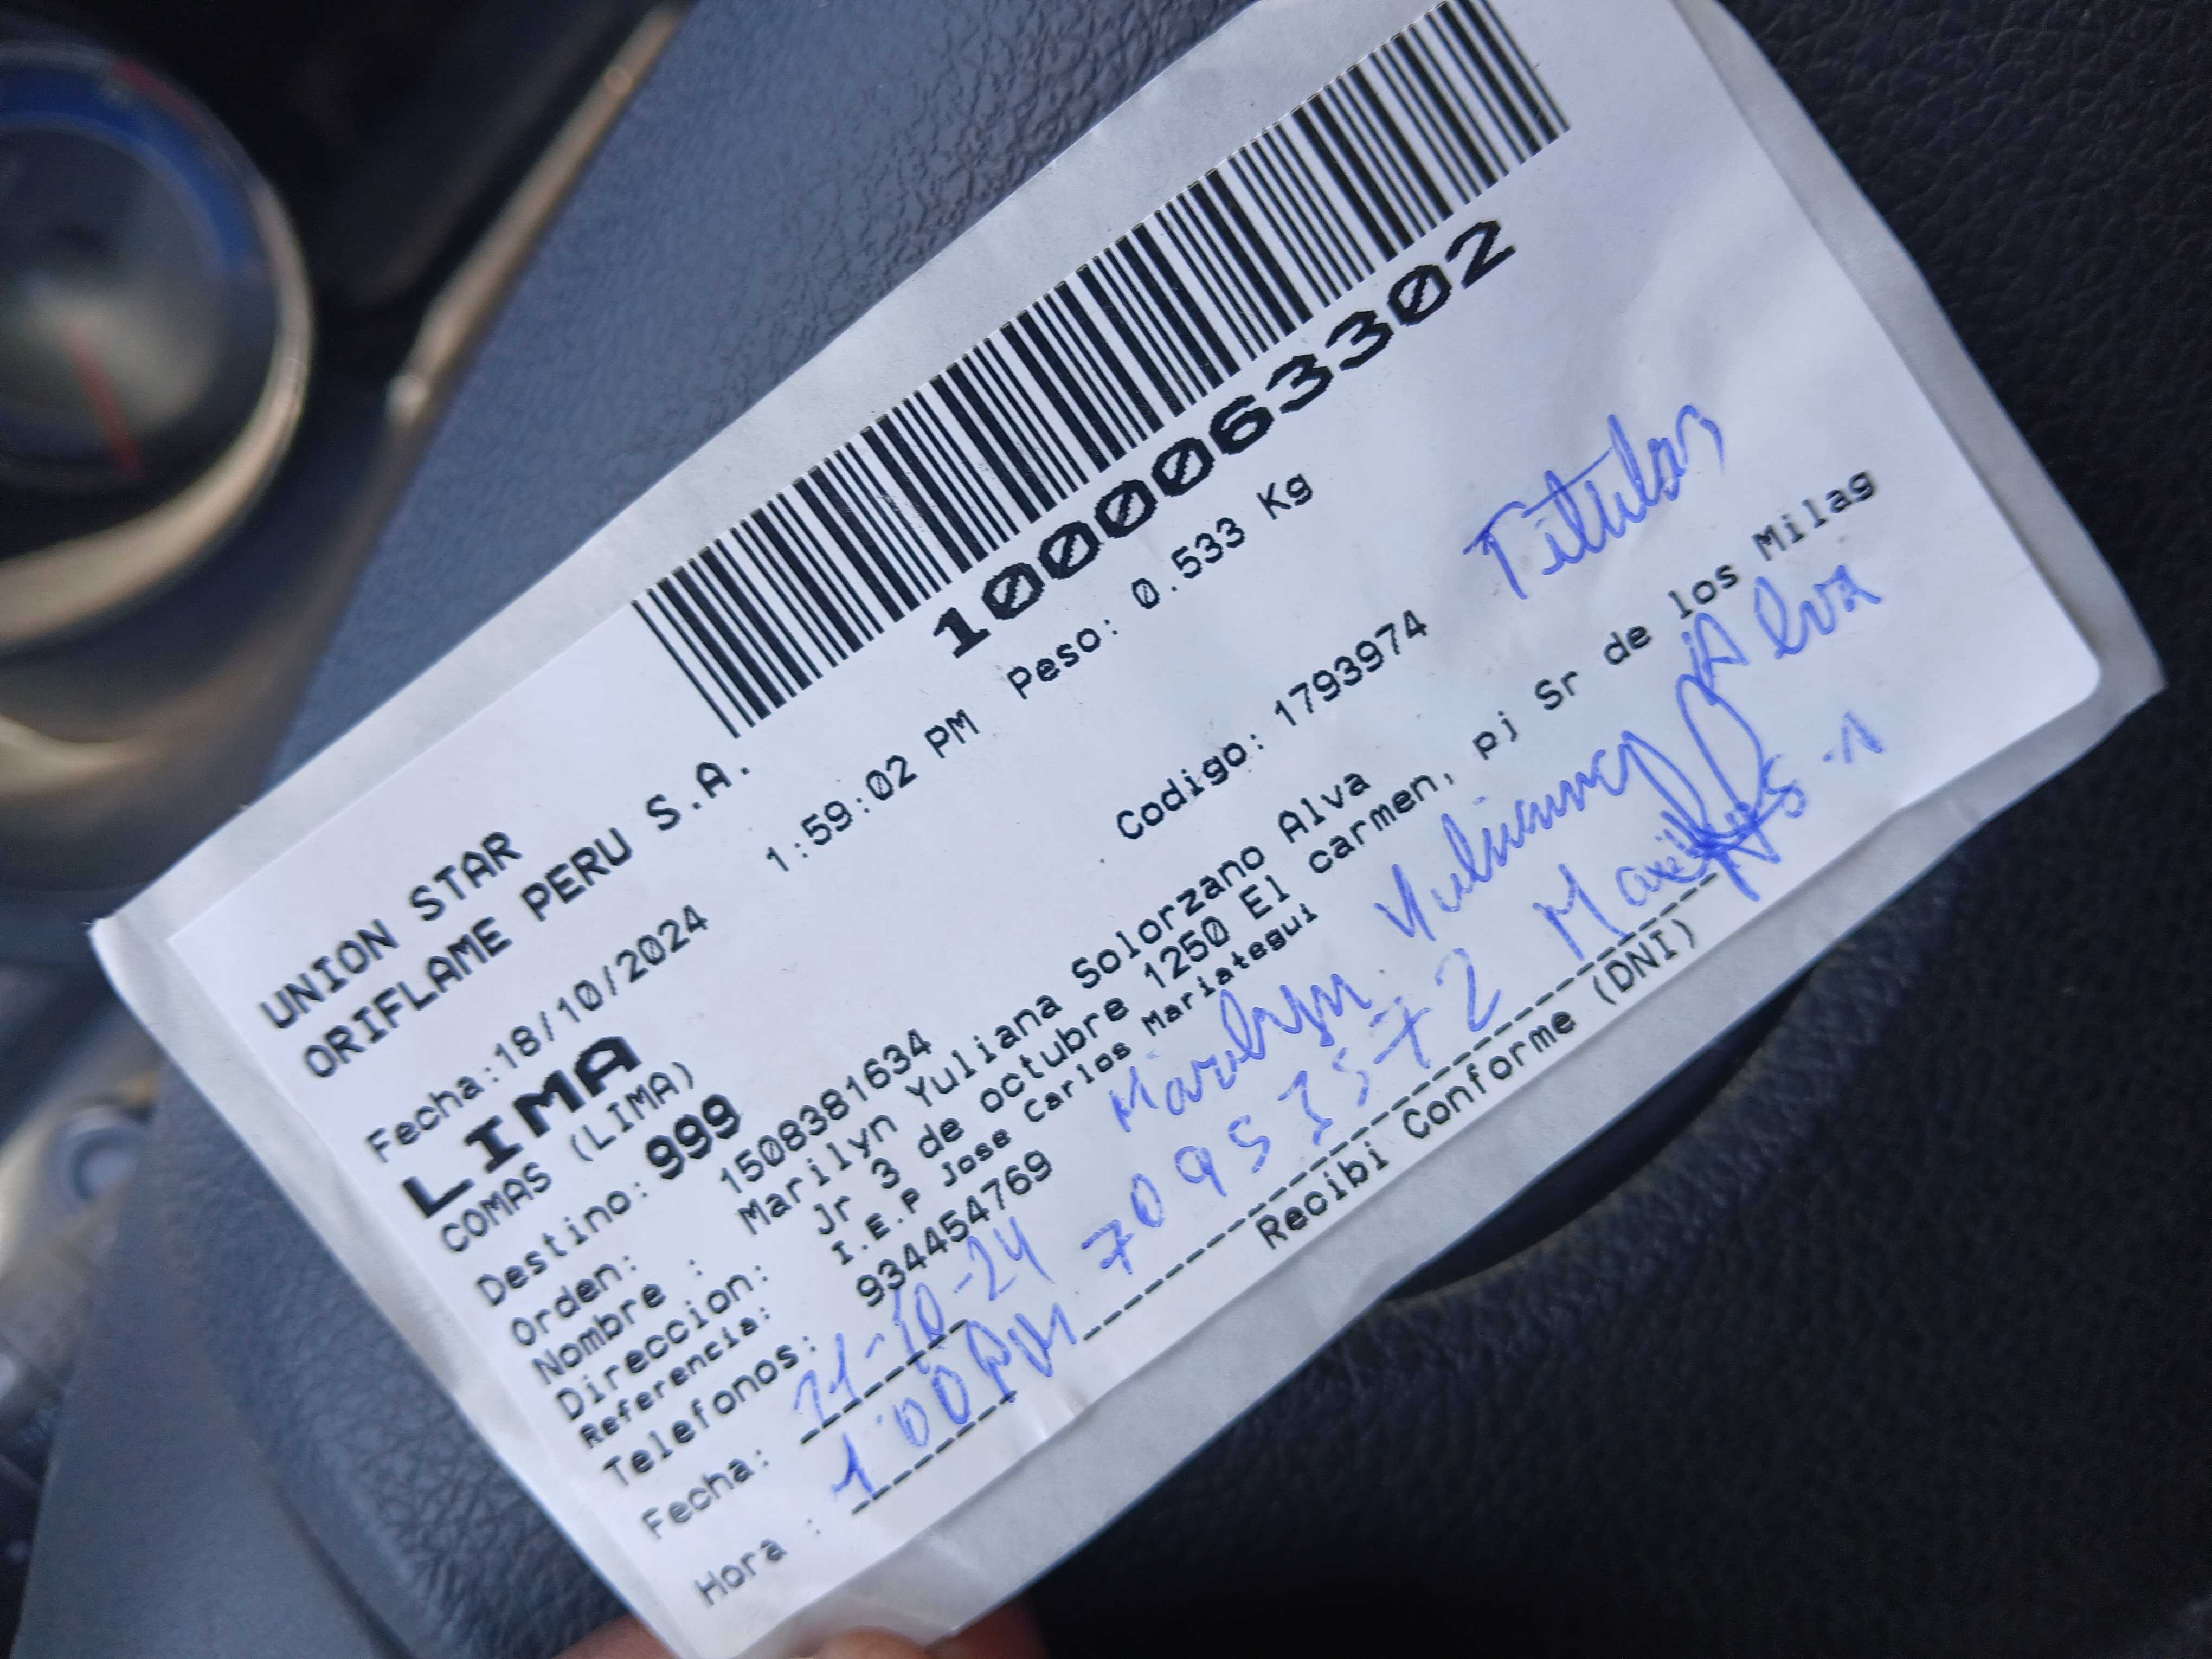 100006333302
UNION STAR
ORIFLAME PERU S.A.
Fecha:18/10/2024 1:59:02 PM Peso: 0.533 Kg
LIMA
COMAS (LIMA)
Destino: 999 Codigo: 1793974 Titular
Orden: 1508381634
Nombre : Marilyn Yuliana Solorzano Alva
Direccion: Jr 3 de octubre 1250 El carmen, pj Sr de los Milag
Referencia: I.E.P Jose Carlos Mariategui
Telefonos: 934454769
Marilyn Alva
Fecha: 21-10-24
Hora : 1:00PM
Recibi Conforme (DNI)